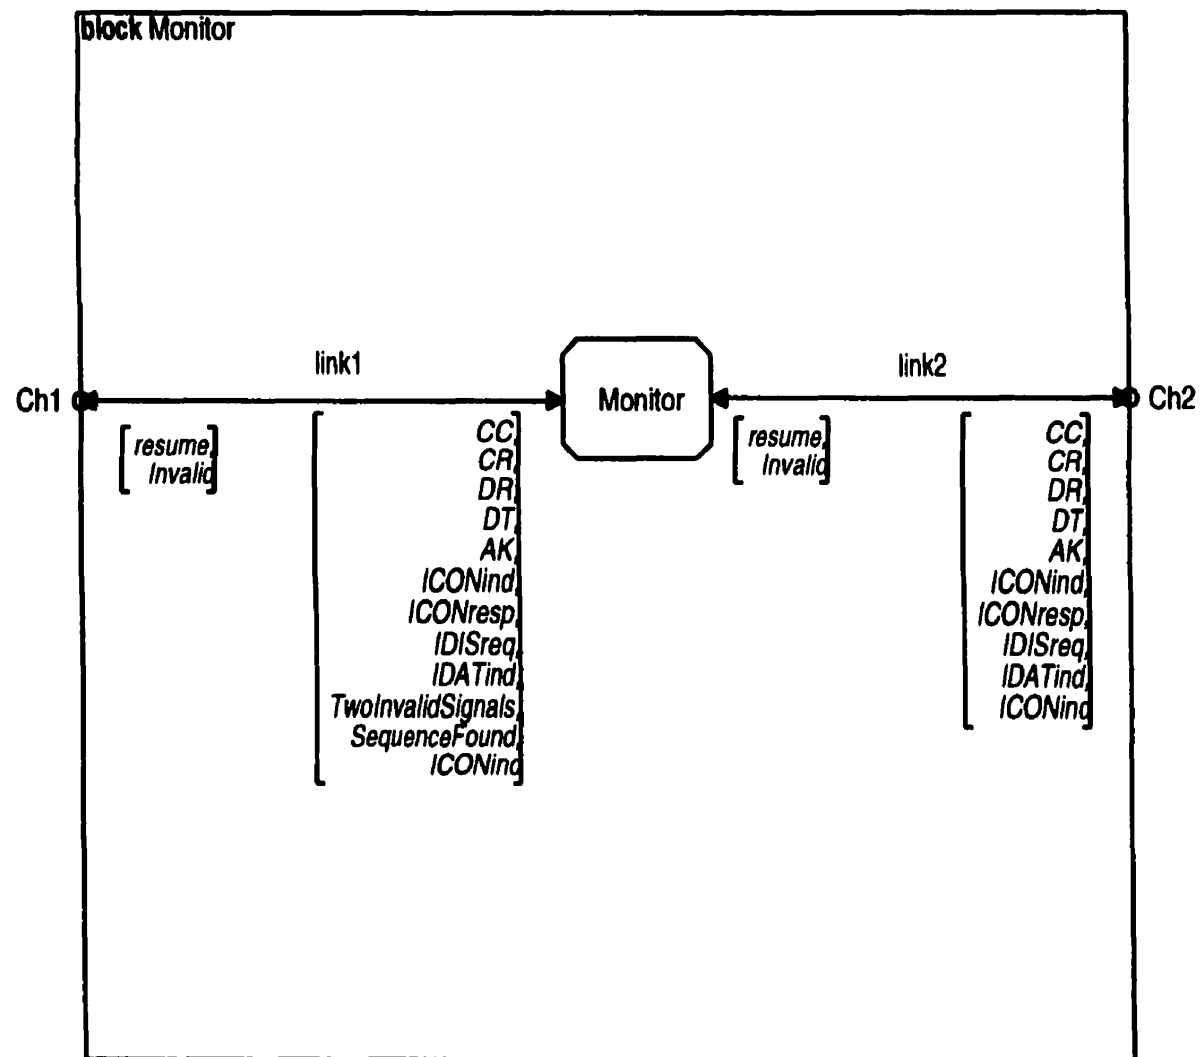 block Monitor
link1
link2
Ch1
Monitor
Ch2
resume,
Invalid
CC,
CR,
DR,
DT,
AK,
ICONind,
ICONresp,
IDISreq,
IDATind,
TwoInvalidSignals,
SequenceFound,
ICONind
resume,
Invalid
CC,
CR,
DR,
DT,
AK,
ICONind,
ICONresp,
IDISreq,
IDATind,
ICONind